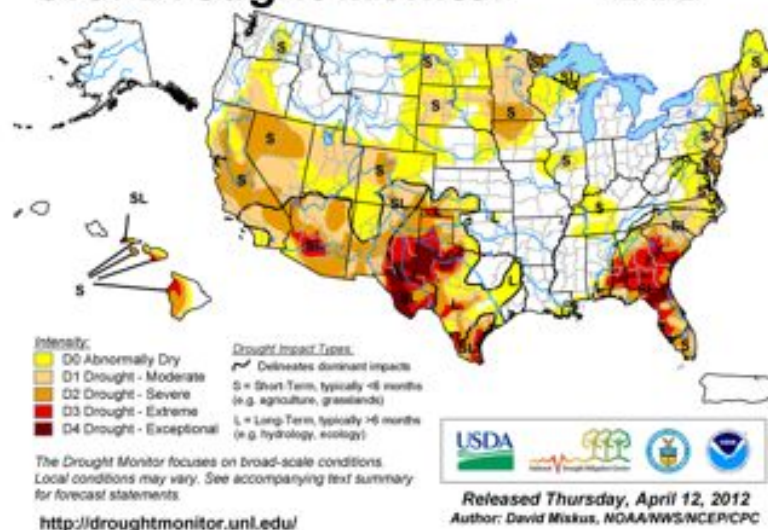 SL
S
Intensity:
D0 Abnormally Dry
D1 Drought - Moderate
D2 Drought - Severe
D3 Drought - Extreme
D4 Drought - Exceptional
Drought Impact Types:
Delineates dominant impacts
S = Short-Term, typically <6 months
(e.g. agriculture, grasslands)
L = Long-Term, typically >6 months
(e.g. hydrology, ecology)
The Drought Monitor focuses on broad-scale conditions.
Local conditions may vary. See accompanying text summary
for forecast statements.
http://droughtmonitor.unl.edu/
USDA
Released Thursday, April 12, 2012
Author: David Miskus, NOAA/NWS/NCEP/CPC